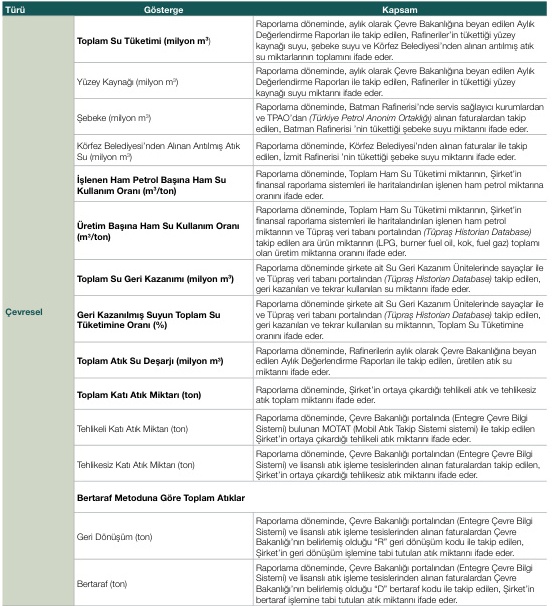 Türü Gösterge Kapsam
Çevresel
Toplam Su Tüketimi (milyon m³)
Raporlama döneminde, aylık olarak Çevre Bakanlığına beyan edilen Aylık
Değerlendirme Raporları ile takip edilen, Rafineriler'in tükettiği yüzey
kaynağı suyu, şebeke suyu ve Körfez Belediyesi'nden alınan arıtılmış atık
su miktarlarının toplamını ifade eder.
Yüzey Kaynağı (milyon m³)
Raporlama döneminde, aylık olarak Çevre Bakanlığına beyan edilen Aylık
Değerlendirme Raporları ile takip edilen, Rafineriler in tükettiği yüzey
kaynağı suyu miktarını ifade eder.
Şebeke (milyon m³)
Raporlama döneminde, Batman Rafinerisi'nde servis sağlayıcı kurumlardan
ve TPAO'dan (Türkiye Petrol Anonim Ortaklığı) alınan faturalardan takip
edilen, Batman Rafinerisi 'nin tükettiği şebeke suyu miktarını ifade eder.
Körfez Belediyesi'nden Alınan Arıtılmış Atık
Su (milyon m³)
Raporlama döneminde, Körfez Belediyesi'nden alınan faturalar ile takip
edilen, İzmit Rafinerisi 'nin tükettiği şebeke suyu miktarını ifade eder.
İşlenen Ham Petrol Başına Ham Su
Kullanım Oranı (m³/ton)
Raporlama döneminde, Toplam Ham Su Tüketimi miktarının, Şirket'in
finansal raporlama sistemleri ile haritalandırılan işlenen ham petrol miktarına
oranını ifade eder.
Üretim Başına Ham Su Kullanım Oranı
(m³/ton)
Raporlama döneminde, Toplam Ham Su Tüketimi miktarının, Şirket'in
finansal raporlama sistemleri ile haritalandırılan işlenen ham petrol
miktarının ve Tüpraş veri tabanı portalından (Tüpraş Historian Database)
takip edilen ara ürün miktarının (LPG, burner fuel oil, kok, fuel gaz) toplamı
olan üretim miktarına oranını ifade eder.
Toplam Su Geri Kazanımı (milyon m³)
Raporlama döneminde şirkete ait Su Geri Kazanım Ünitelerinde sayaçlar ile
ve Tüpraş veri tabanı portalından (Tüpraş Historian Database) takip edilen,
geri kazanılan ve tekrar kullanılan su miktarını ifade eder.
Geri Kazanılmış Suyun Toplam Su
Tüketimine Oranı (%)
Raporlama döneminde şirkete ait Su Geri Kazanım Ünitelerinde sayaçlar ile
ve Tüpraş veri tabanı portalından (Tüpraş Historian Database) takip edilen,
geri kazanılan ve tekrar kullanılan su miktarının, Toplam Su Tüketimine
oranını ifade eder.
Toplam Atık Su Deşarjı (milyon m³)
Raporlama döneminde, Rafinerilerin aylık olarak Çevre Bakanlığına beyan
edilen Aylık Değerlendirme Raporları ile takip edilen, üretilen atık su
miktarını ifade eder.
Toplam Katı Atık Miktarı (ton)
Raporlama döneminde, Şirket'in ortaya çıkardığı tehlikeli atık ve tehlikesiz
atık toplam miktarını ifade eder.
Tehlikeli Katı Atık Miktarı (ton)
Raporlama döneminde, Çevre Bakanlığı portalında (Entegre Çevre Bilgi
Sistemi) bulunan MOTAT (Mobil Atık Takip Sistemi sistemi) ile takip edilen
Şirket'in ortaya çıkardığı tehlikeli atık miktarını ifade eder.
Tehlikesiz Katı Atık Miktarı (ton)
Raporlama döneminde, Çevre Bakanlığı portalından (Entegre Çevre Bilgi
Sistemi) ve lisanslı atık işleme tesislerinden alınan faturalardan takip edilen,
Şirket'in ortaya çıkardığı tehlikesiz atık miktarını ifade eder.
Bertaraf Metoduna Göre Toplam Atıklar
Geri Dönüşüm (ton)
Raporlama döneminde, Çevre Bakanlığı portalından (Entegre Çevre Bilgi
Sistemi) ve lisanslı atık işleme tesislerinden alınan faturalardan Çevre
Bakanlığı'nın belirlemiş olduğu "R" geri dönüşüm kodu ile takip edilen,
Şirket'in geri dönüşüm işlemine tabi tutulan atık miktarını ifade eder.
Bertaraf (ton)
Raporlama döneminde, Çevre Bakanlığı portalından (Entegre Çevre Bilgi
Sistemi) ve lisanslı atık işleme tesislerinden alınan faturalardan Çevre
Bakanlığı'nın belirlemiş olduğu "D" bertaraf kodu ile takip edilen, Şirket'in
bertaraf işlemine tabi tutulan atık miktarını ifade eder.